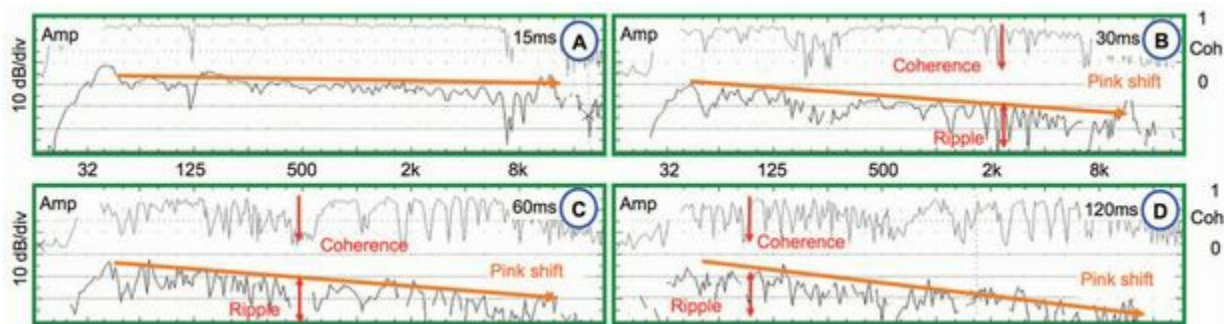 Amp 15ms A
10 dB/div
Amp 30ms B
1
Coh
0
Coherence
Pink shift
Ripple
32 125 500 2k 8k
32 125 500 2k 8k
Amp 60ms C
10 dB/div
Coherence
Pink shift
Ripple
Amp 120ms D
1
Coh
0
Coherence
Pink shift
Ripple